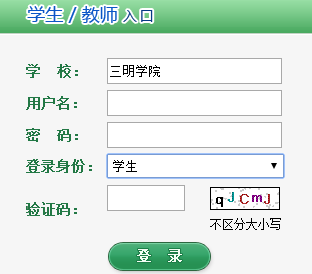 学生 / 教师 入口
学　校： 三明学院
用户名：
密　码：
登录身份： 学生
验证码： qJCmJ
不区分大小写
登 录